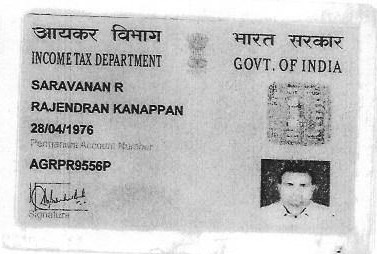 आयकर विभाग
INCOME TAX DEPARTMENT
भारत सरकार
GOVT. OF INDIA
SARAVANAN R
RAJENDRAN KANAPPAN
28/04/1976
Permanent Account Number
AGRPR9556P
Signature